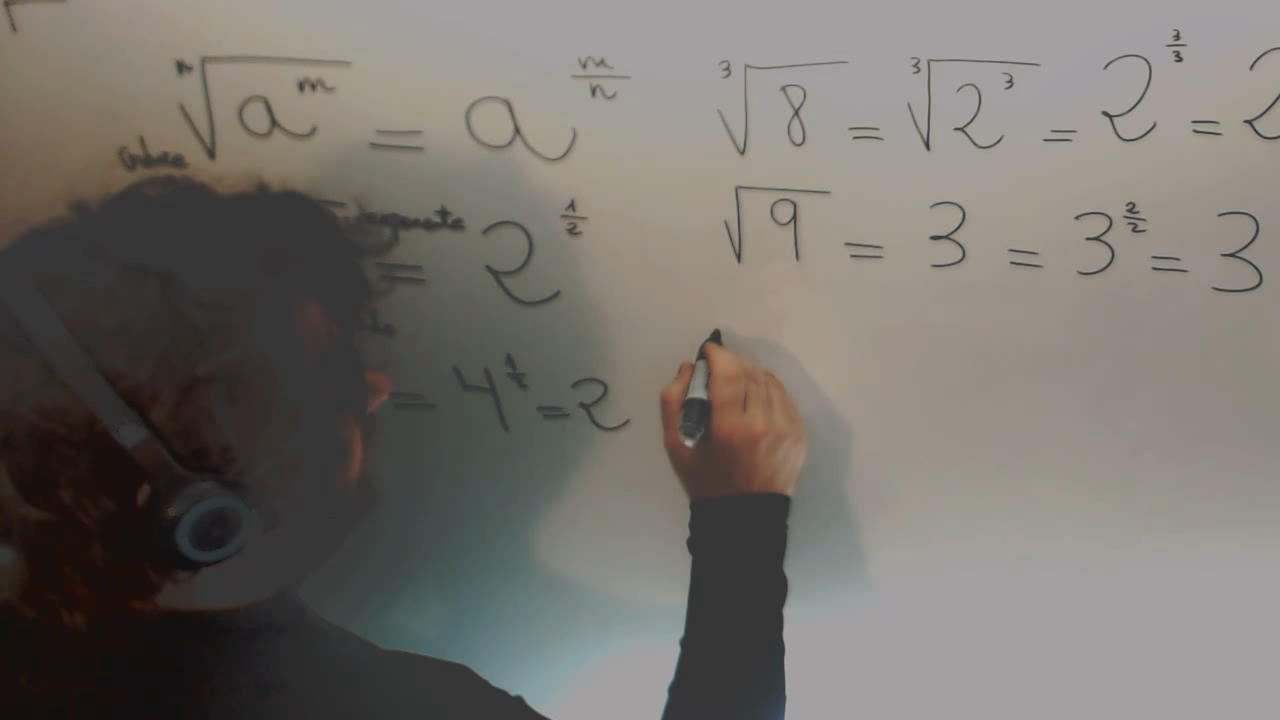 ⁿ√(a^m) = a^(m/n)
³√8 = ³√(2³) = 2^(3/3) = 2
= 2^(1/2)
√9 = 3 = 3^(2/2) = 3
= 4^(1/2) = 2